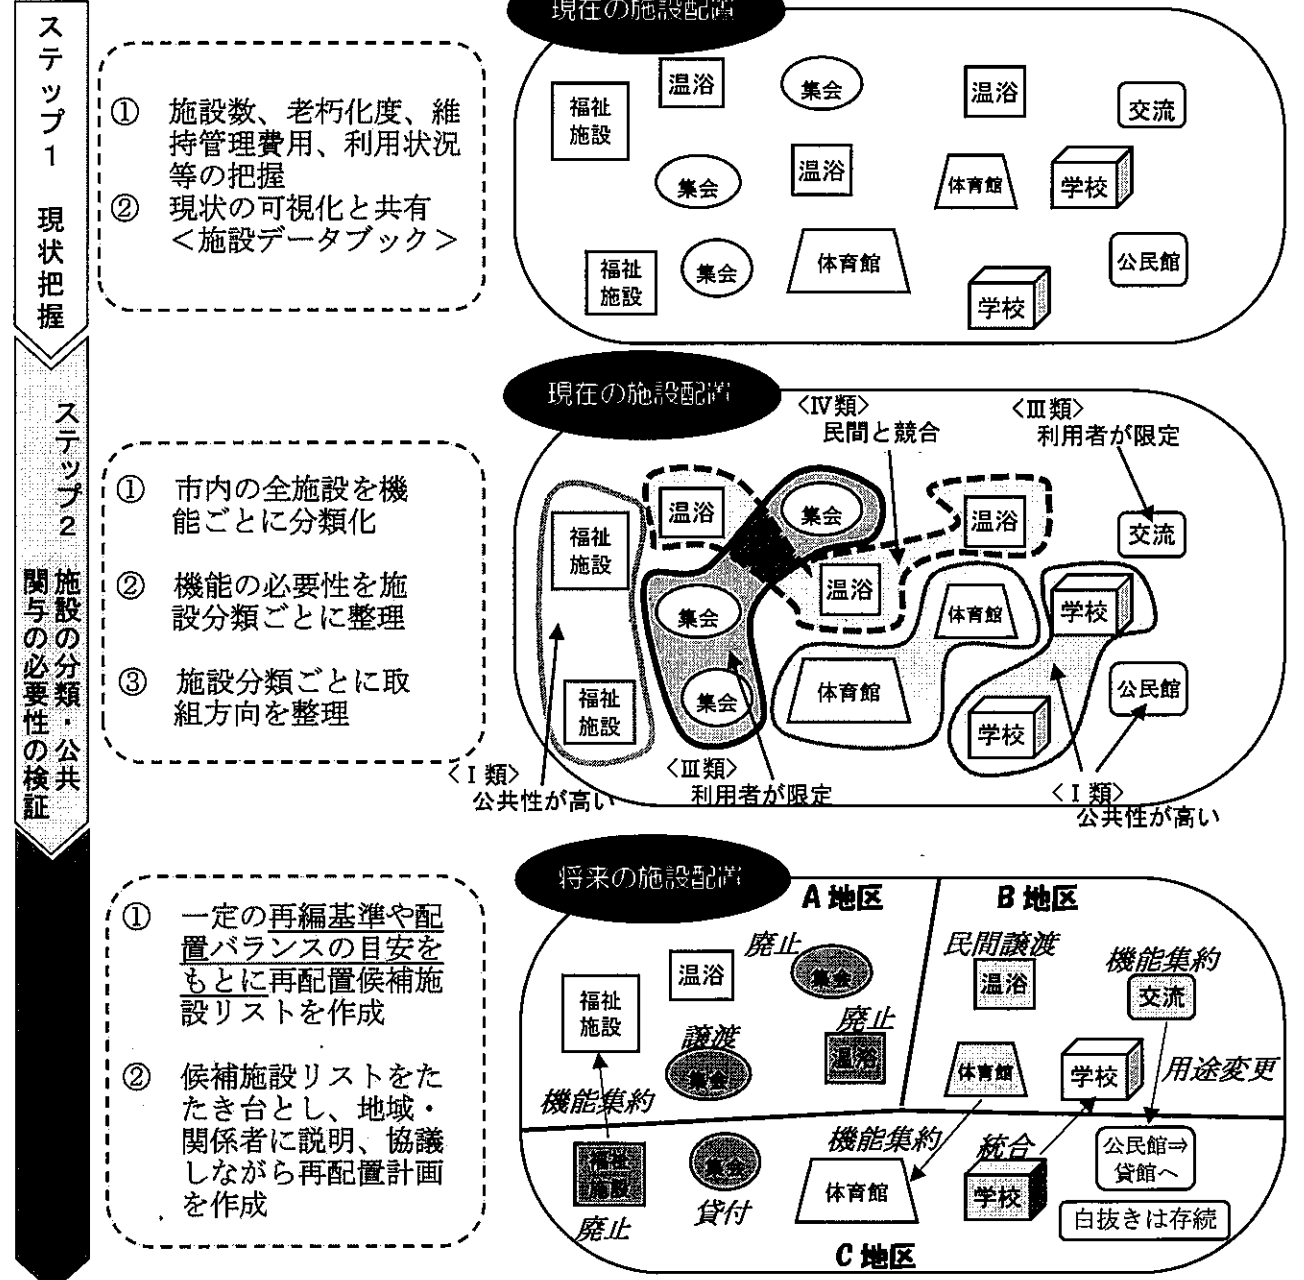 ステップ1 現状把握
① 施設数、老朽化度、維
持管理費用、利用状況
等の把握
② 現状の可視化と共有
＜施設データブック＞
現在の施設配置
福祉
施設
温浴
集会
温浴
交流
集会
温浴
体育館
学校
福祉
施設
集会
体育館
学校
公民館
ステップ2 施設の分類・公共
関与の必要性の検証
① 市内の全施設を機
能ごとに分類化
② 機能の必要性を施
設分類ごとに整理
③ 施設分類ごとに取
組方向を整理
現在の施設配置
〈Ⅳ類〉
民間と競合
〈Ⅲ類〉
利用者が限定
福祉
施設
温浴
集会
温浴
交流
集会
温浴
体育館
学校
福祉
施設
集会
体育館
学校
公民館
〈Ⅰ類〉
公共性が高い
〈Ⅲ類〉
利用者が限定
〈Ⅰ類〉
公共性が高い
① 一定の再編基準や配
置バランスの目安を
もとに再配置候補施
設リストを作成
② 候補施設リストをた
たき台とし、地域・
関係者に説明、協議
しながら再配置計画
を作成
将来の施設配置
A地区
B地区
福祉
施設
温浴
廃止
集会
民間譲渡
温浴
機能集約
交流
譲渡
集会
廃止
温浴
体育館
学校
用途変更
機能集約
福祉
施設
廃止
集会
貸付
機能集約
体育館
統合
学校
公民館⇒
貸館へ
白抜きは存続
C地区